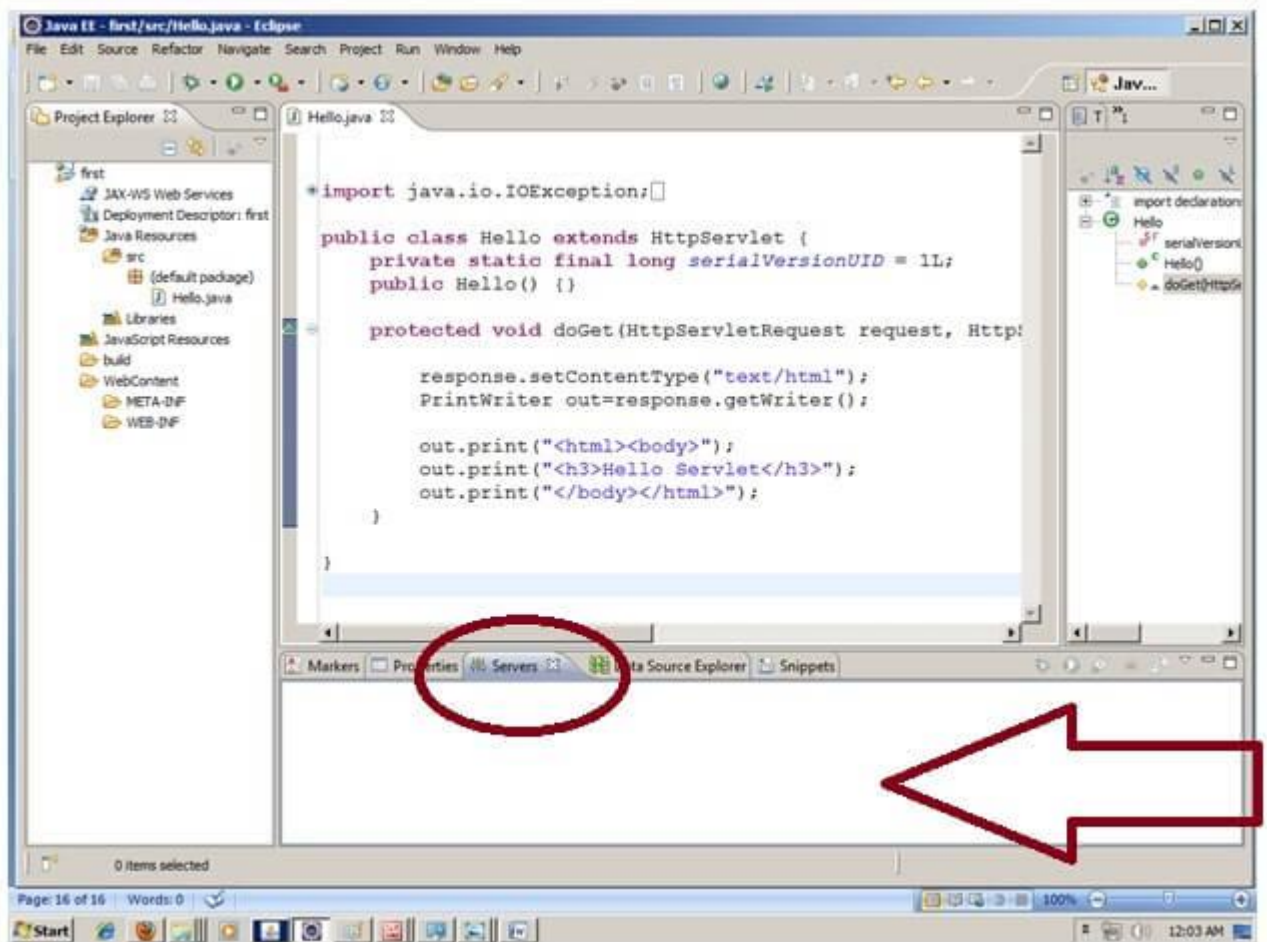 Java EE - first/src/Hello.java - Eclipse
File Edit Source Refactor Navigate Search Project Run Window Help
Jav...
Project Explorer
first
JAX-WS Web Services
Deployment Descriptor: first
Java Resources
src
(default package)
Hello.java
Libraries
JavaScript Resources
build
WebContent
META-INF
WEB-INF
Hello.java
import java.io.IOException;
public class Hello extends HttpServlet {
private static final long serialVersionUID = 1L;
public Hello() {}
protected void doGet(HttpServletRequest request, Http
response.setContentType("text/html");
PrintWriter out=response.getWriter();
out.print("<html><body>");
out.print("<h3>Hello Servlet</h3>");
out.print("</body></html>");
}
}
import declaration
Hello
serialVersion
Hello()
doGet(HttpSe
Markers Properties Servers Data Source Explorer Snippets
0 items selected
Page: 16 of 16 Words: 0 100%
Start 12:03 AM